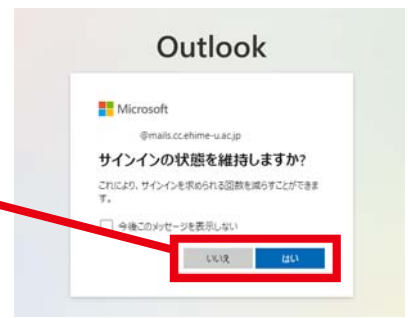 Outlook
Microsoft
@mails.cc.ehime-u.ac.jp
サインインの状態を維持しますか?
これにより、サインインを求められる回数を減らすことができま
す。
今後このメッセージを表示しない
いいえ はい